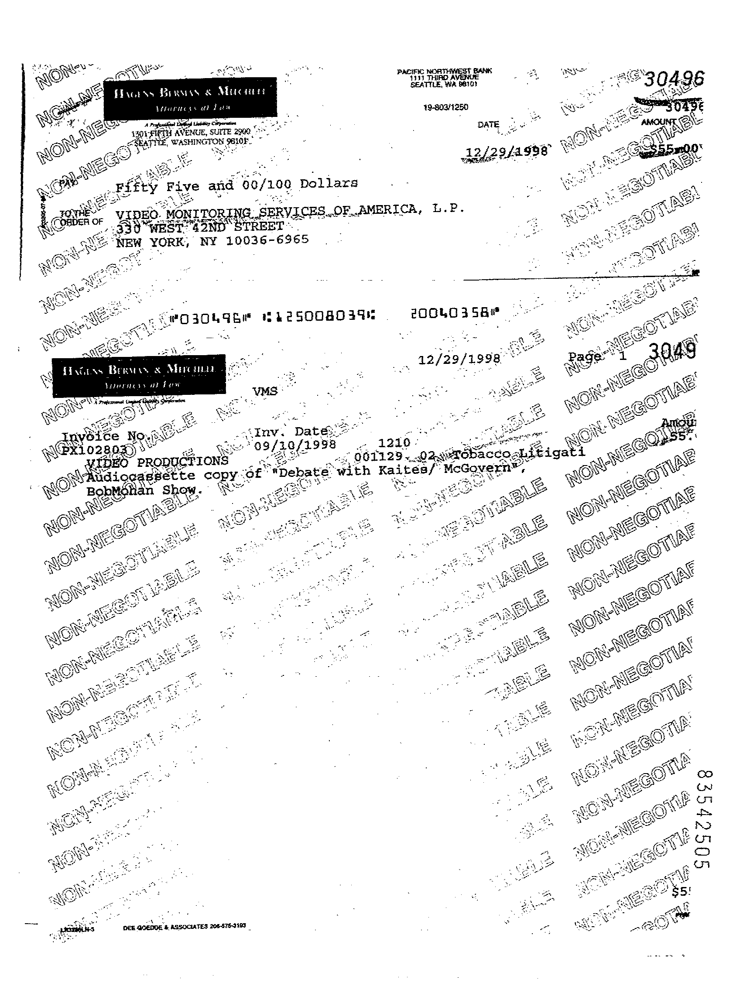 PACIFIC NORTHWEST BANK
1111 THIRD AVENUE
SEATTLE, WA 98101
30496
HAGENS BERMAN & MITCHELL
Attorneys at Law
A Professional Limited Liability Corporation
1301 FIFTH AVENUE, SUITE 2900
SEATTLE, WASHINGTON 98101
19-803/1250
30496
DATE
AMOUNT
12/29/1998
$55.00
PAY
Fifty Five and 00/100 Dollars
TO THE
ORDER OF
VIDEO MONITORING SERVICES OF AMERICA, L.P.
330 WEST 42ND STREET
NEW YORK, NY 10036-6965
⑈030496⑈ ⑆125008039⑆ 20040358⑈
HAGENS BERMAN & MITCHELL
Attorneys at Law
A Professional Limited Liability Corporation
12/29/1998
Page 1
3049
VMS
Invoice No.
Inv. Date
Amou
PX102803
09/10/1998
1210
55.
VIDEO PRODUCTIONS
001129. 02 Tobacco Litigati
Audiocassette copy of "Debate with Kaites/ McGovern",
BobMohan Show.
NON-NEGOTIABLE
83542505
$5
DEE GOEDDE & ASSOCIATES 206-575-3193